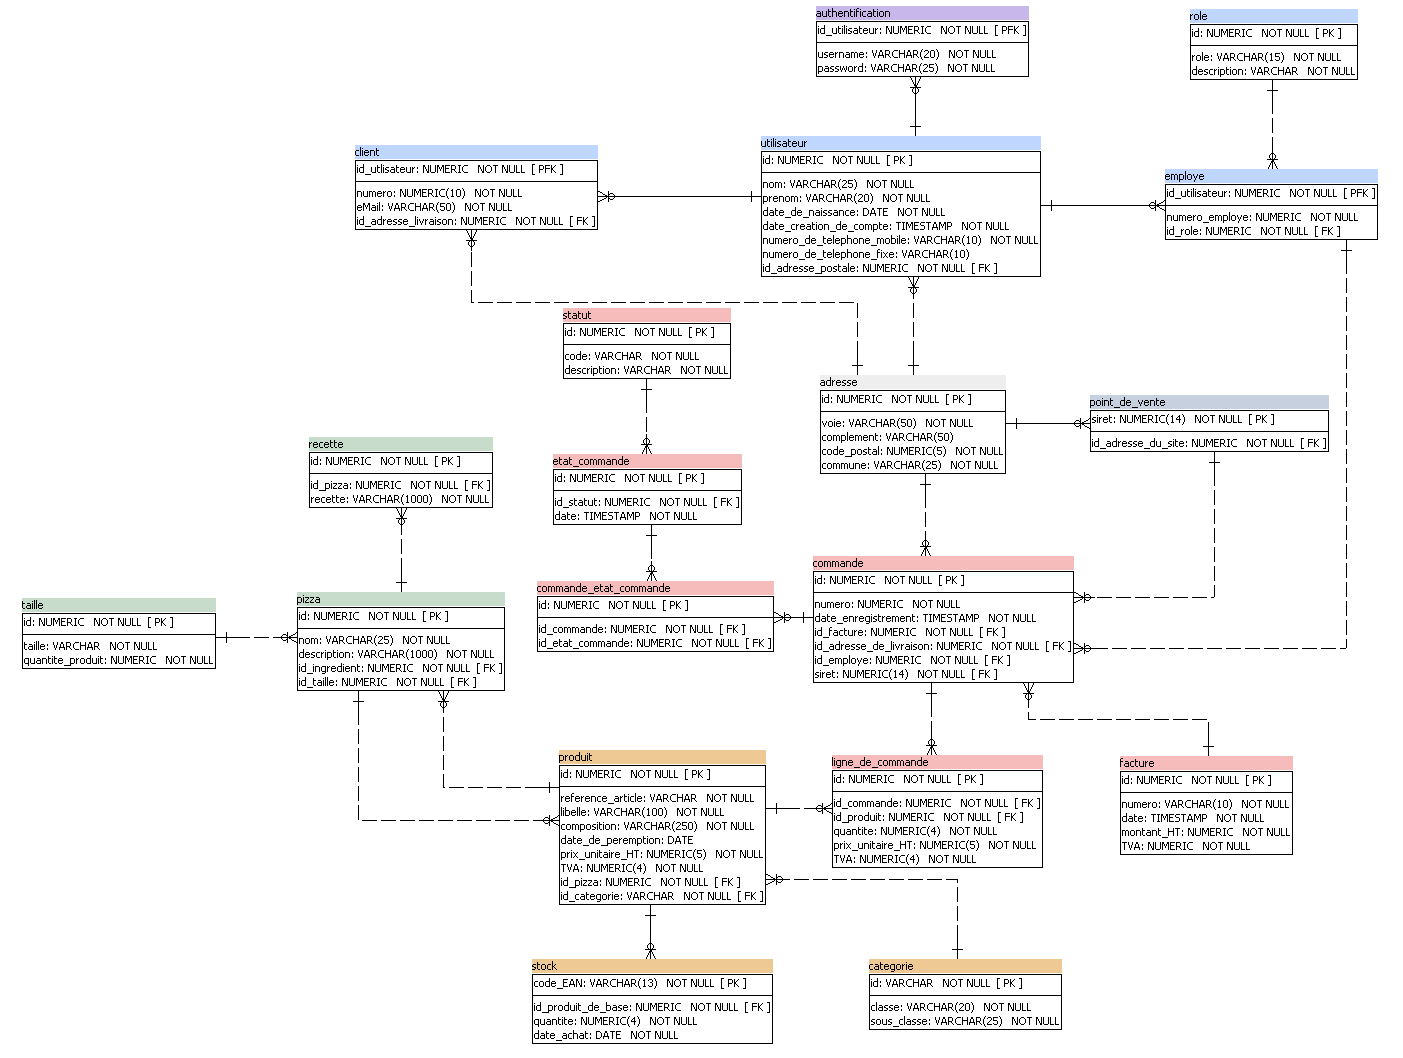 authentification
id_utilisateur: NUMERIC NOT NULL [ PFK ]
username: VARCHAR(20) NOT NULL
password: VARCHAR(25) NOT NULL
role
id: NUMERIC NOT NULL [ PK ]
role: VARCHAR(15) NOT NULL
description: VARCHAR NOT NULL
client
id_utlisateur: NUMERIC NOT NULL [ PFK ]
numero: NUMERIC(10) NOT NULL
eMail: VARCHAR(50) NOT NULL
id_adresse_livraison: NUMERIC NOT NULL [ FK ]
utilisateur
id: NUMERIC NOT NULL [ PK ]
nom: VARCHAR(25) NOT NULL
prenom: VARCHAR(20) NOT NULL
date_de_naissance: DATE NOT NULL
date_creation_de_compte: TIMESTAMP NOT NULL
numero_de_telephone_mobile: VARCHAR(10) NOT NULL
numero_de_telephone_fixe: VARCHAR(10)
id_adresse_postale: NUMERIC NOT NULL [ FK ]
employe
id_utilisateur: NUMERIC NOT NULL [ PFK ]
numero_employe: NUMERIC NOT NULL
id_role: NUMERIC NOT NULL [ FK ]
statut
id: NUMERIC NOT NULL [ PK ]
code: VARCHAR NOT NULL
description: VARCHAR NOT NULL
adresse
id: NUMERIC NOT NULL [ PK ]
voie: VARCHAR(50) NOT NULL
complement: VARCHAR(50)
code_postal: NUMERIC(5) NOT NULL
commune: VARCHAR(25) NOT NULL
point_de_vente
siret: NUMERIC(14) NOT NULL [ PK ]
id_adresse_du_site: NUMERIC NOT NULL [ FK ]
recette
id: NUMERIC NOT NULL [ PK ]
id_pizza: NUMERIC NOT NULL [ FK ]
recette: VARCHAR(1000) NOT NULL
etat_commande
id: NUMERIC NOT NULL [ PK ]
id_statut: NUMERIC NOT NULL [ FK ]
date: TIMESTAMP NOT NULL
commande_etat_commande
id: NUMERIC NOT NULL [ PK ]
id_commande: NUMERIC NOT NULL [ FK ]
id_etat_commande: NUMERIC NOT NULL [ FK ]
commande
id: NUMERIC NOT NULL [ PK ]
numero: NUMERIC NOT NULL
date_enregistrement: TIMESTAMP NOT NULL
id_facture: NUMERIC NOT NULL [ FK ]
id_adresse_de_livraison: NUMERIC NOT NULL [ FK ]
id_employe: NUMERIC NOT NULL [ FK ]
siret: NUMERIC(14) NOT NULL [ FK ]
taille
id: NUMERIC NOT NULL [ PK ]
taille: VARCHAR NOT NULL
quantite_produit: NUMERIC NOT NULL
pizza
id: NUMERIC NOT NULL [ PK ]
nom: VARCHAR(25) NOT NULL
description: VARCHAR(1000) NOT NULL
id_ingredient: NUMERIC NOT NULL [ FK ]
id_taille: NUMERIC NOT NULL [ FK ]
produit
id: NUMERIC NOT NULL [ PK ]
reference_article: VARCHAR NOT NULL
libelle: VARCHAR(100) NOT NULL
composition: VARCHAR(250) NOT NULL
date_de_peremption: DATE
prix_unitaire_HT: NUMERIC(5) NOT NULL
TVA: NUMERIC(4) NOT NULL
id_pizza: NUMERIC NOT NULL [ FK ]
id_categorie: VARCHAR NOT NULL [ FK ]
ligne_de_commande
id: NUMERIC NOT NULL [ PK ]
id_commande: NUMERIC NOT NULL [ FK ]
id_produit: NUMERIC NOT NULL [ FK ]
quantite: NUMERIC(4) NOT NULL
prix_unitaire_HT: NUMERIC(5) NOT NULL
TVA: NUMERIC(4) NOT NULL
facture
id: NUMERIC NOT NULL [ PK ]
numero: VARCHAR(10) NOT NULL
date: TIMESTAMP NOT NULL
montant_HT: NUMERIC NOT NULL
TVA: NUMERIC NOT NULL
stock
code_EAN: VARCHAR(13) NOT NULL [ PK ]
id_produit_de_base: NUMERIC NOT NULL [ FK ]
quantite: NUMERIC(4) NOT NULL
date_achat: DATE NOT NULL
categorie
id: VARCHAR NOT NULL [ PK ]
classe: VARCHAR(20) NOT NULL
sous_classe: VARCHAR(25) NOT NULL